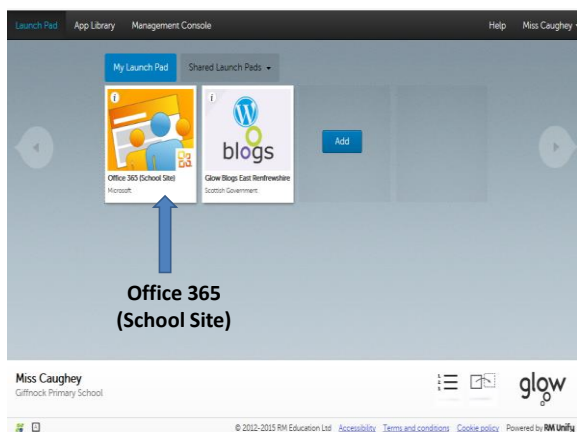 Launch Pad App Library Management Console Help Miss Caughey
My Launch Pad Shared Launch Pads
blogs
Add
Office 365 (School Site)
Microsoft
Glow Blogs East Renfrewshire
Scottish Government
Office 365
(School Site)
Miss Caughey
Giffnock Primary School
glow
© 2012-2015 RM Education Ltd Accessibility Terms and conditions Cookie policy Powered by RM Unify